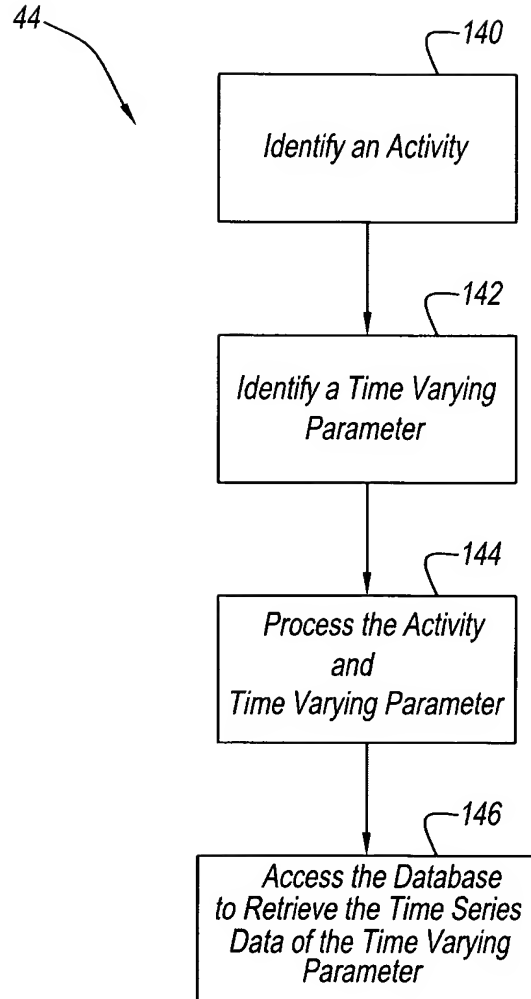 44
140
Identify an Activity
142
Identify a Time Varying
Parameter
144
Process the Activity
and
Time Varying Parameter
146
Access the Database
to Retrieve the Time Series
Data of the Time Varying
Parameter